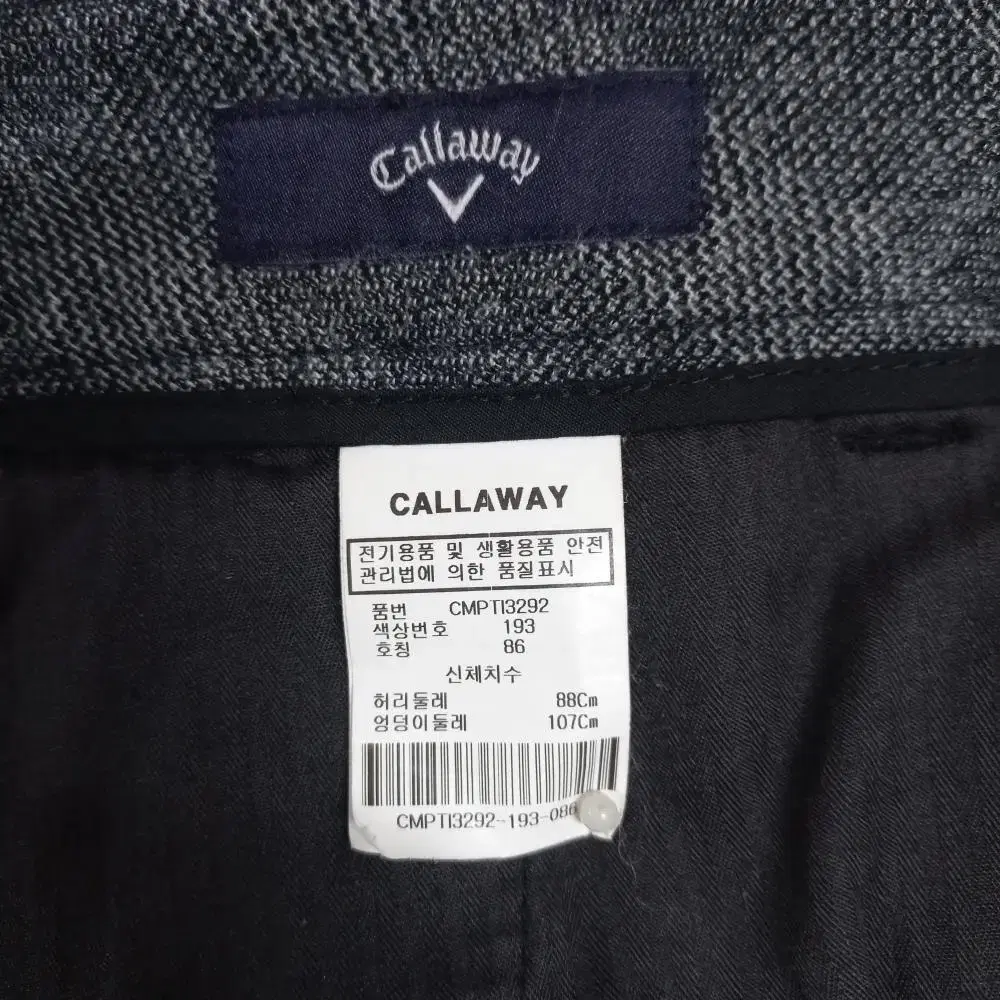 Callaway
CALLAWAY
전기용품 및 생활용품 안전
관리법에 의한 품질표시
품번 CMPTI3292
색상번호 193
호칭 86
신체치수
허리둘레 88Cm
엉덩이둘레 107Cm
CMPTI3292-193-086